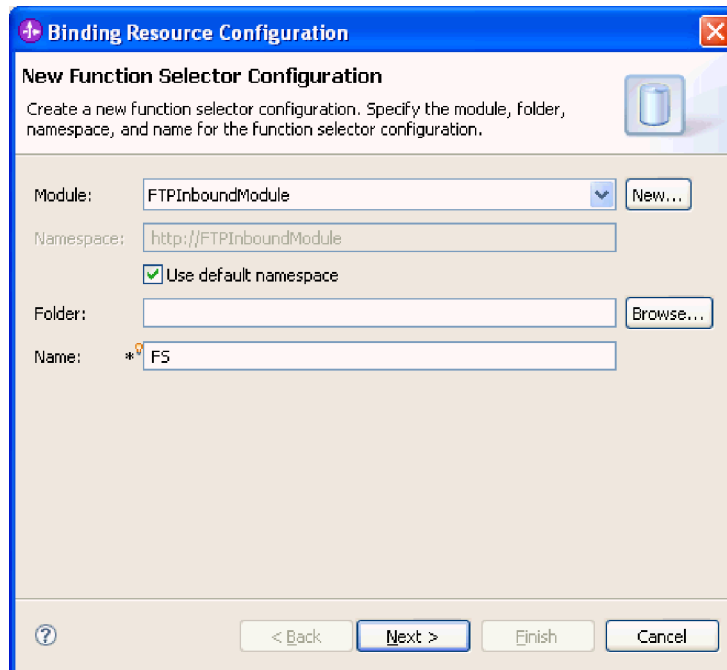 Binding Resource Configuration
New Function Selector Configuration
Create a new function selector configuration. Specify the module, folder,
namespace, and name for the function selector configuration.
Module: FTPInboundModule New...
Namespace: http://FTPInboundModule
Use default namespace
Folder: Browse...
Name: * FS
? < Back Next > Finish Cancel